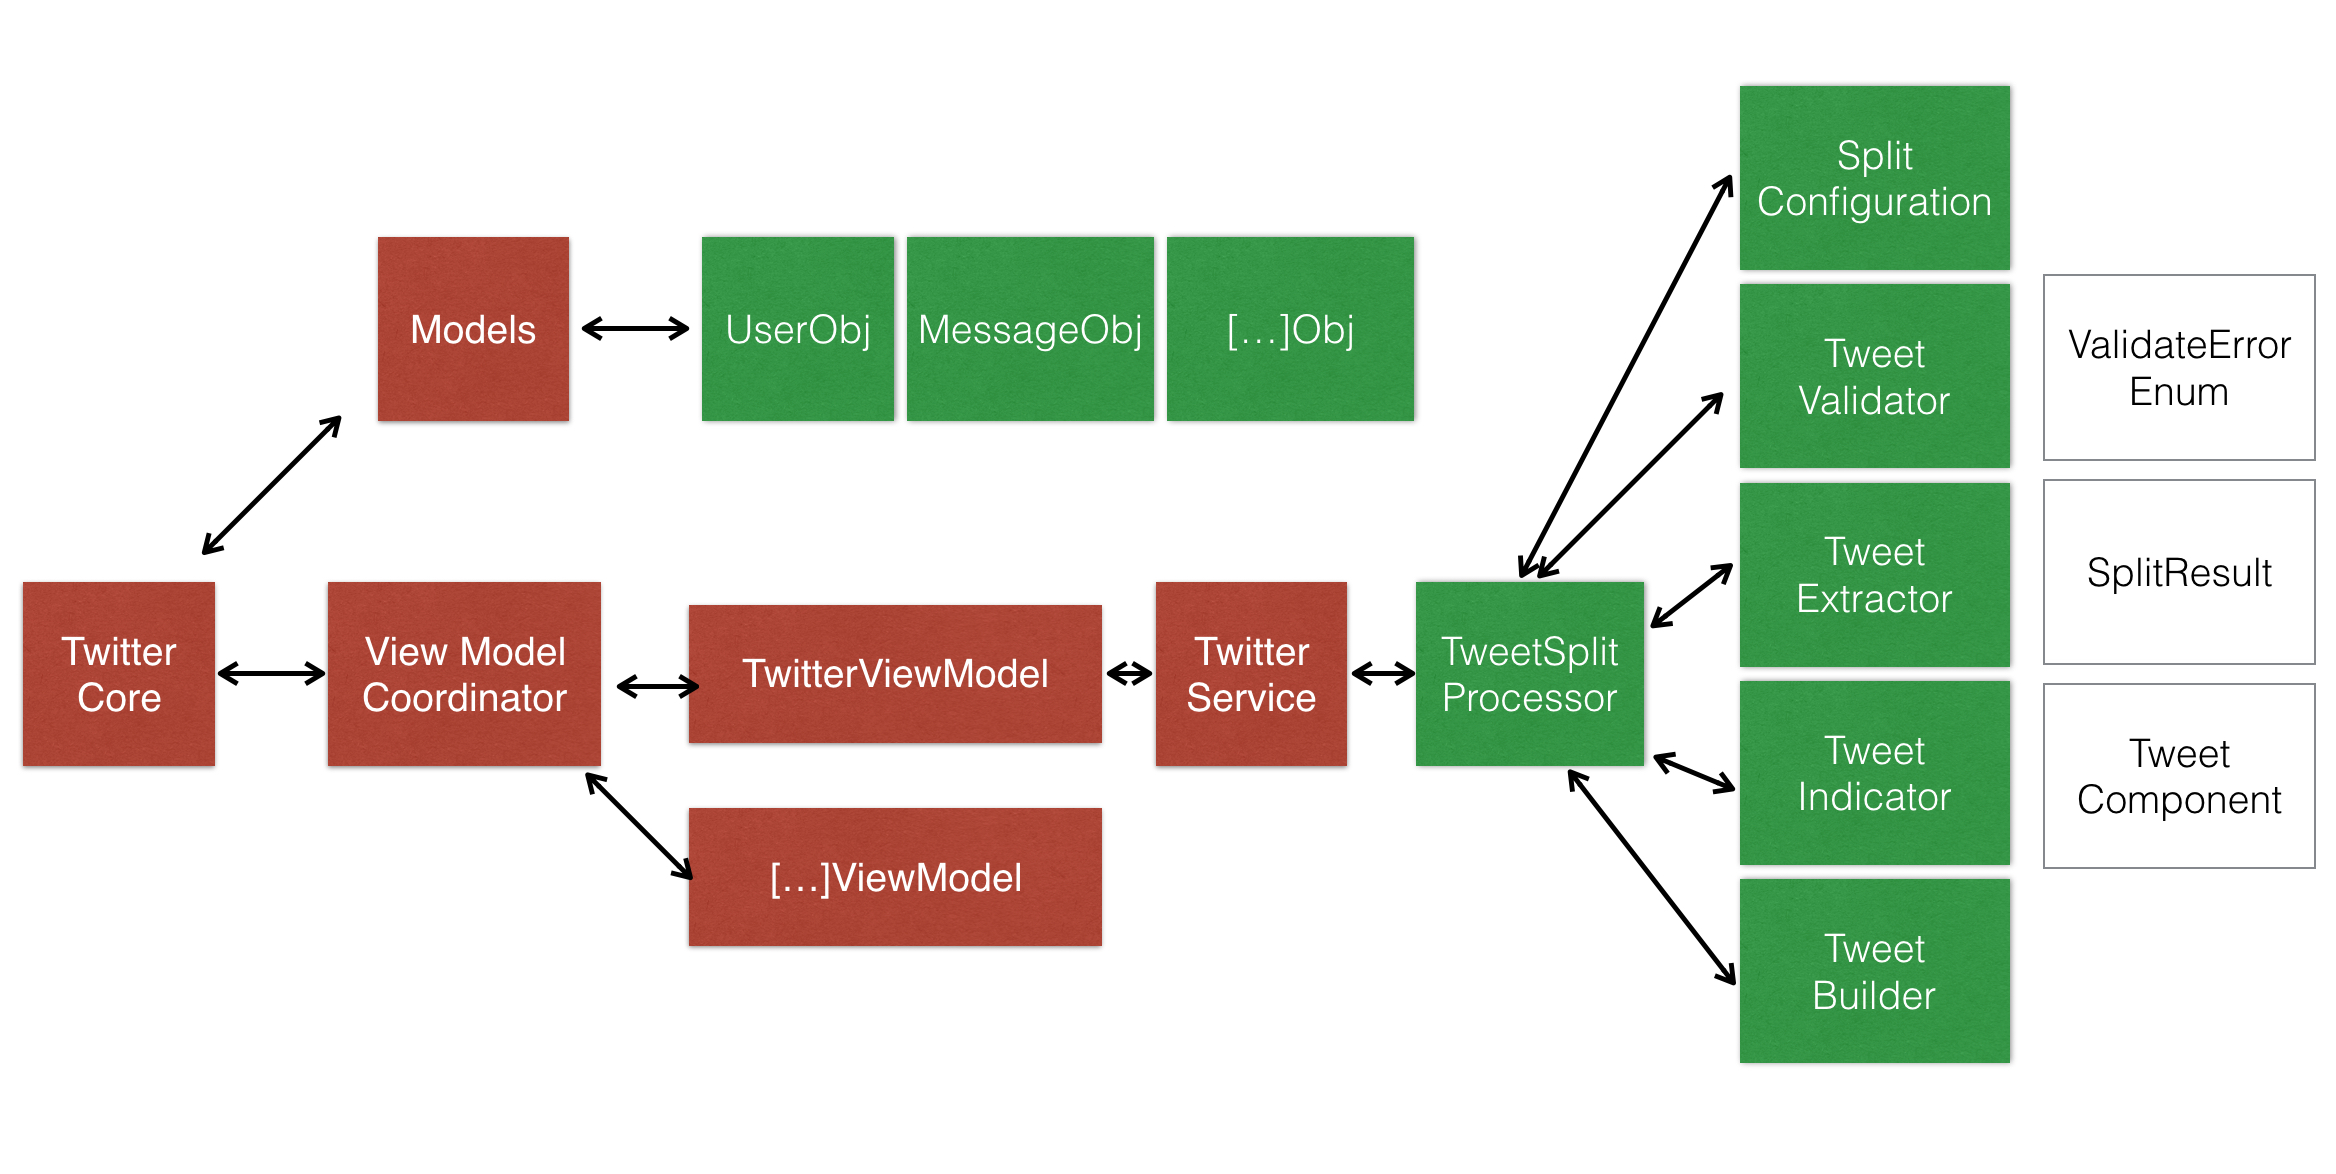 Split
Configuration
Models
UserObj
MessageObj
[...]Obj
Tweet
Validator
ValidateError
Enum
Tweet
Extractor
SplitResult
Twitter
Core
View Model
Coordinator
TwitterViewModel
Twitter
Service
TweetSplit
Processor
Tweet
Indicator
Tweet
Component
[...]ViewModel
Tweet
Builder